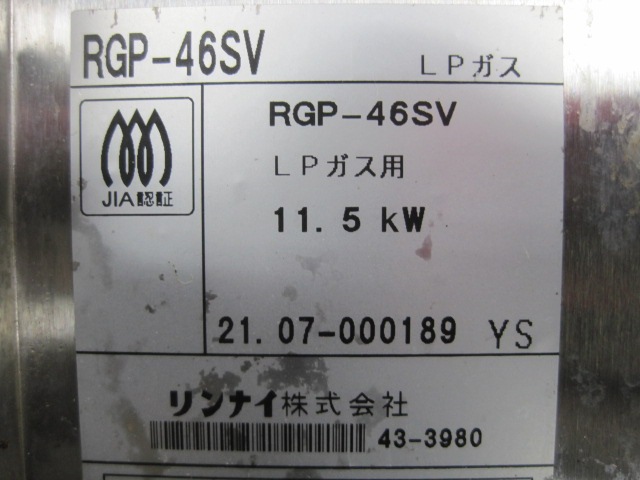 RGP-46SV LPガス
JIA認証
RGP-46SV
LPガス用
11.5 kW
21.07-000189 YS
リンナイ株式会社
43-3980